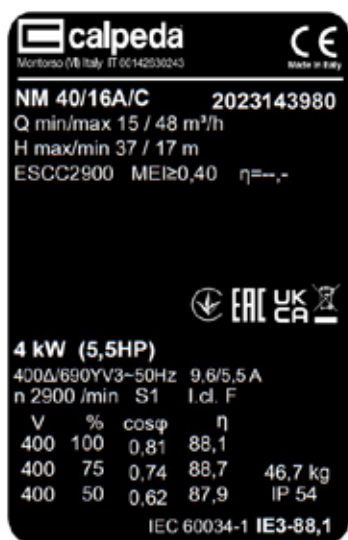 calpeda CE
Montorso (VI) Italy IT 00142630243 Made in Italy
NM 40/16A/C 2023143980
Q min/max 15 / 48 m³/h
H max/min 37 / 17 m
ESCC2900 MEI≥0,40 η=--,-
EAC UK CA
4 kW (5,5HP)
400Δ/690YV3~50Hz 9,6/5,5 A
n 2900 /min S1 I.cl. F
V % cosφ η
400 100 0,81 88,1
400 75 0,74 88,7 46,7 kg
400 50 0,62 87,9 IP 54
IEC 60034-1 IE3-88,1